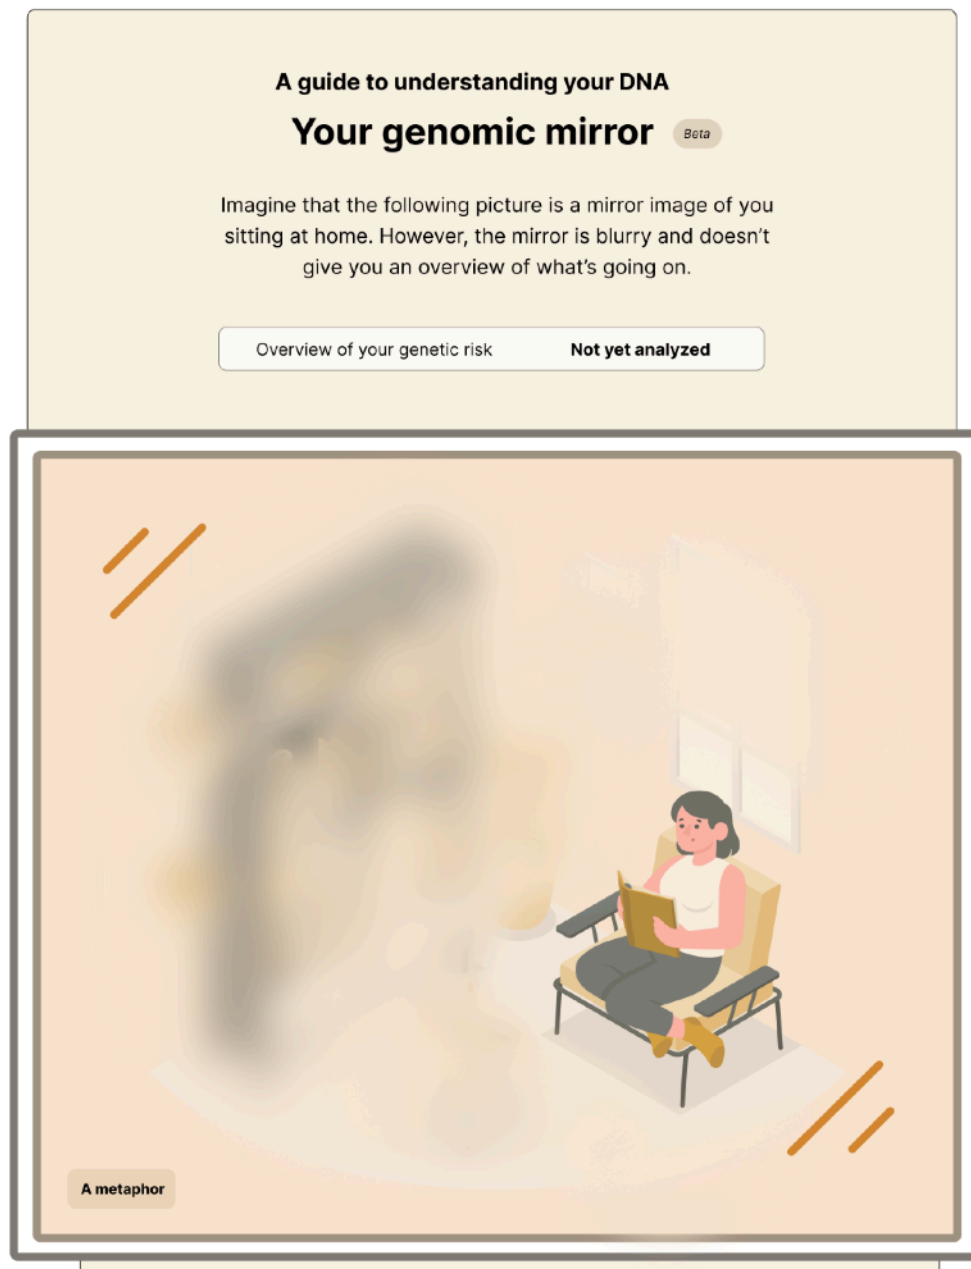 A guide to understanding your DNA
Your genomic mirror Beta
Imagine that the following picture is a mirror image of you
sitting at home. However, the mirror is blurry and doesn’t
give you an overview of what’s going on.
Overview of your genetic risk Not yet analyzed
A metaphor